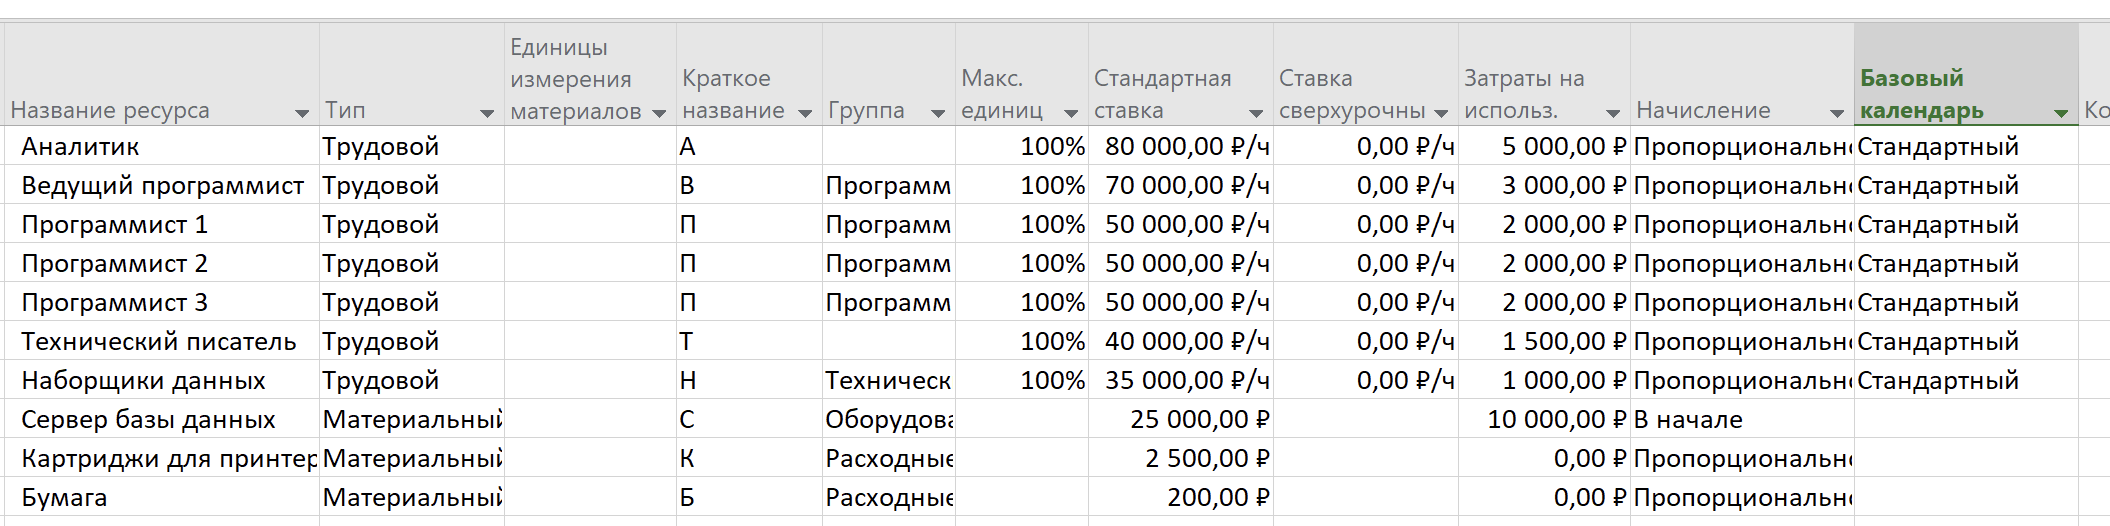 Название ресурса Тип Единицы измерения материалов Краткое название Группа Макс. единиц Стандартная ставка Ставка сверхурочны Затраты на использ. Начисление Базовый календарь Ко
Аналитик Трудовой А 100% 80 000,00 ₽/ч 0,00 ₽/ч 5 000,00 ₽ Пропорционально Стандартный
Ведущий программист Трудовой В Программ 100% 70 000,00 ₽/ч 0,00 ₽/ч 3 000,00 ₽ Пропорционально Стандартный
Программист 1 Трудовой П Программ 100% 50 000,00 ₽/ч 0,00 ₽/ч 2 000,00 ₽ Пропорционально Стандартный
Программист 2 Трудовой П Программ 100% 50 000,00 ₽/ч 0,00 ₽/ч 2 000,00 ₽ Пропорционально Стандартный
Программист 3 Трудовой П Программ 100% 50 000,00 ₽/ч 0,00 ₽/ч 2 000,00 ₽ Пропорционально Стандартный
Технический писатель Трудовой Т 100% 40 000,00 ₽/ч 0,00 ₽/ч 1 500,00 ₽ Пропорционально Стандартный
Наборщики данных Трудовой Н Техническ 100% 35 000,00 ₽/ч 0,00 ₽/ч 1 000,00 ₽ Пропорционально Стандартный
Сервер базы данных Материальный С Оборудова 25 000,00 ₽ 10 000,00 ₽ В начале
Картриджи для принтер Материальный К Расходные 2 500,00 ₽ 0,00 ₽ Пропорционально
Бумага Материальный Б Расходные 200,00 ₽ 0,00 ₽ Пропорционально